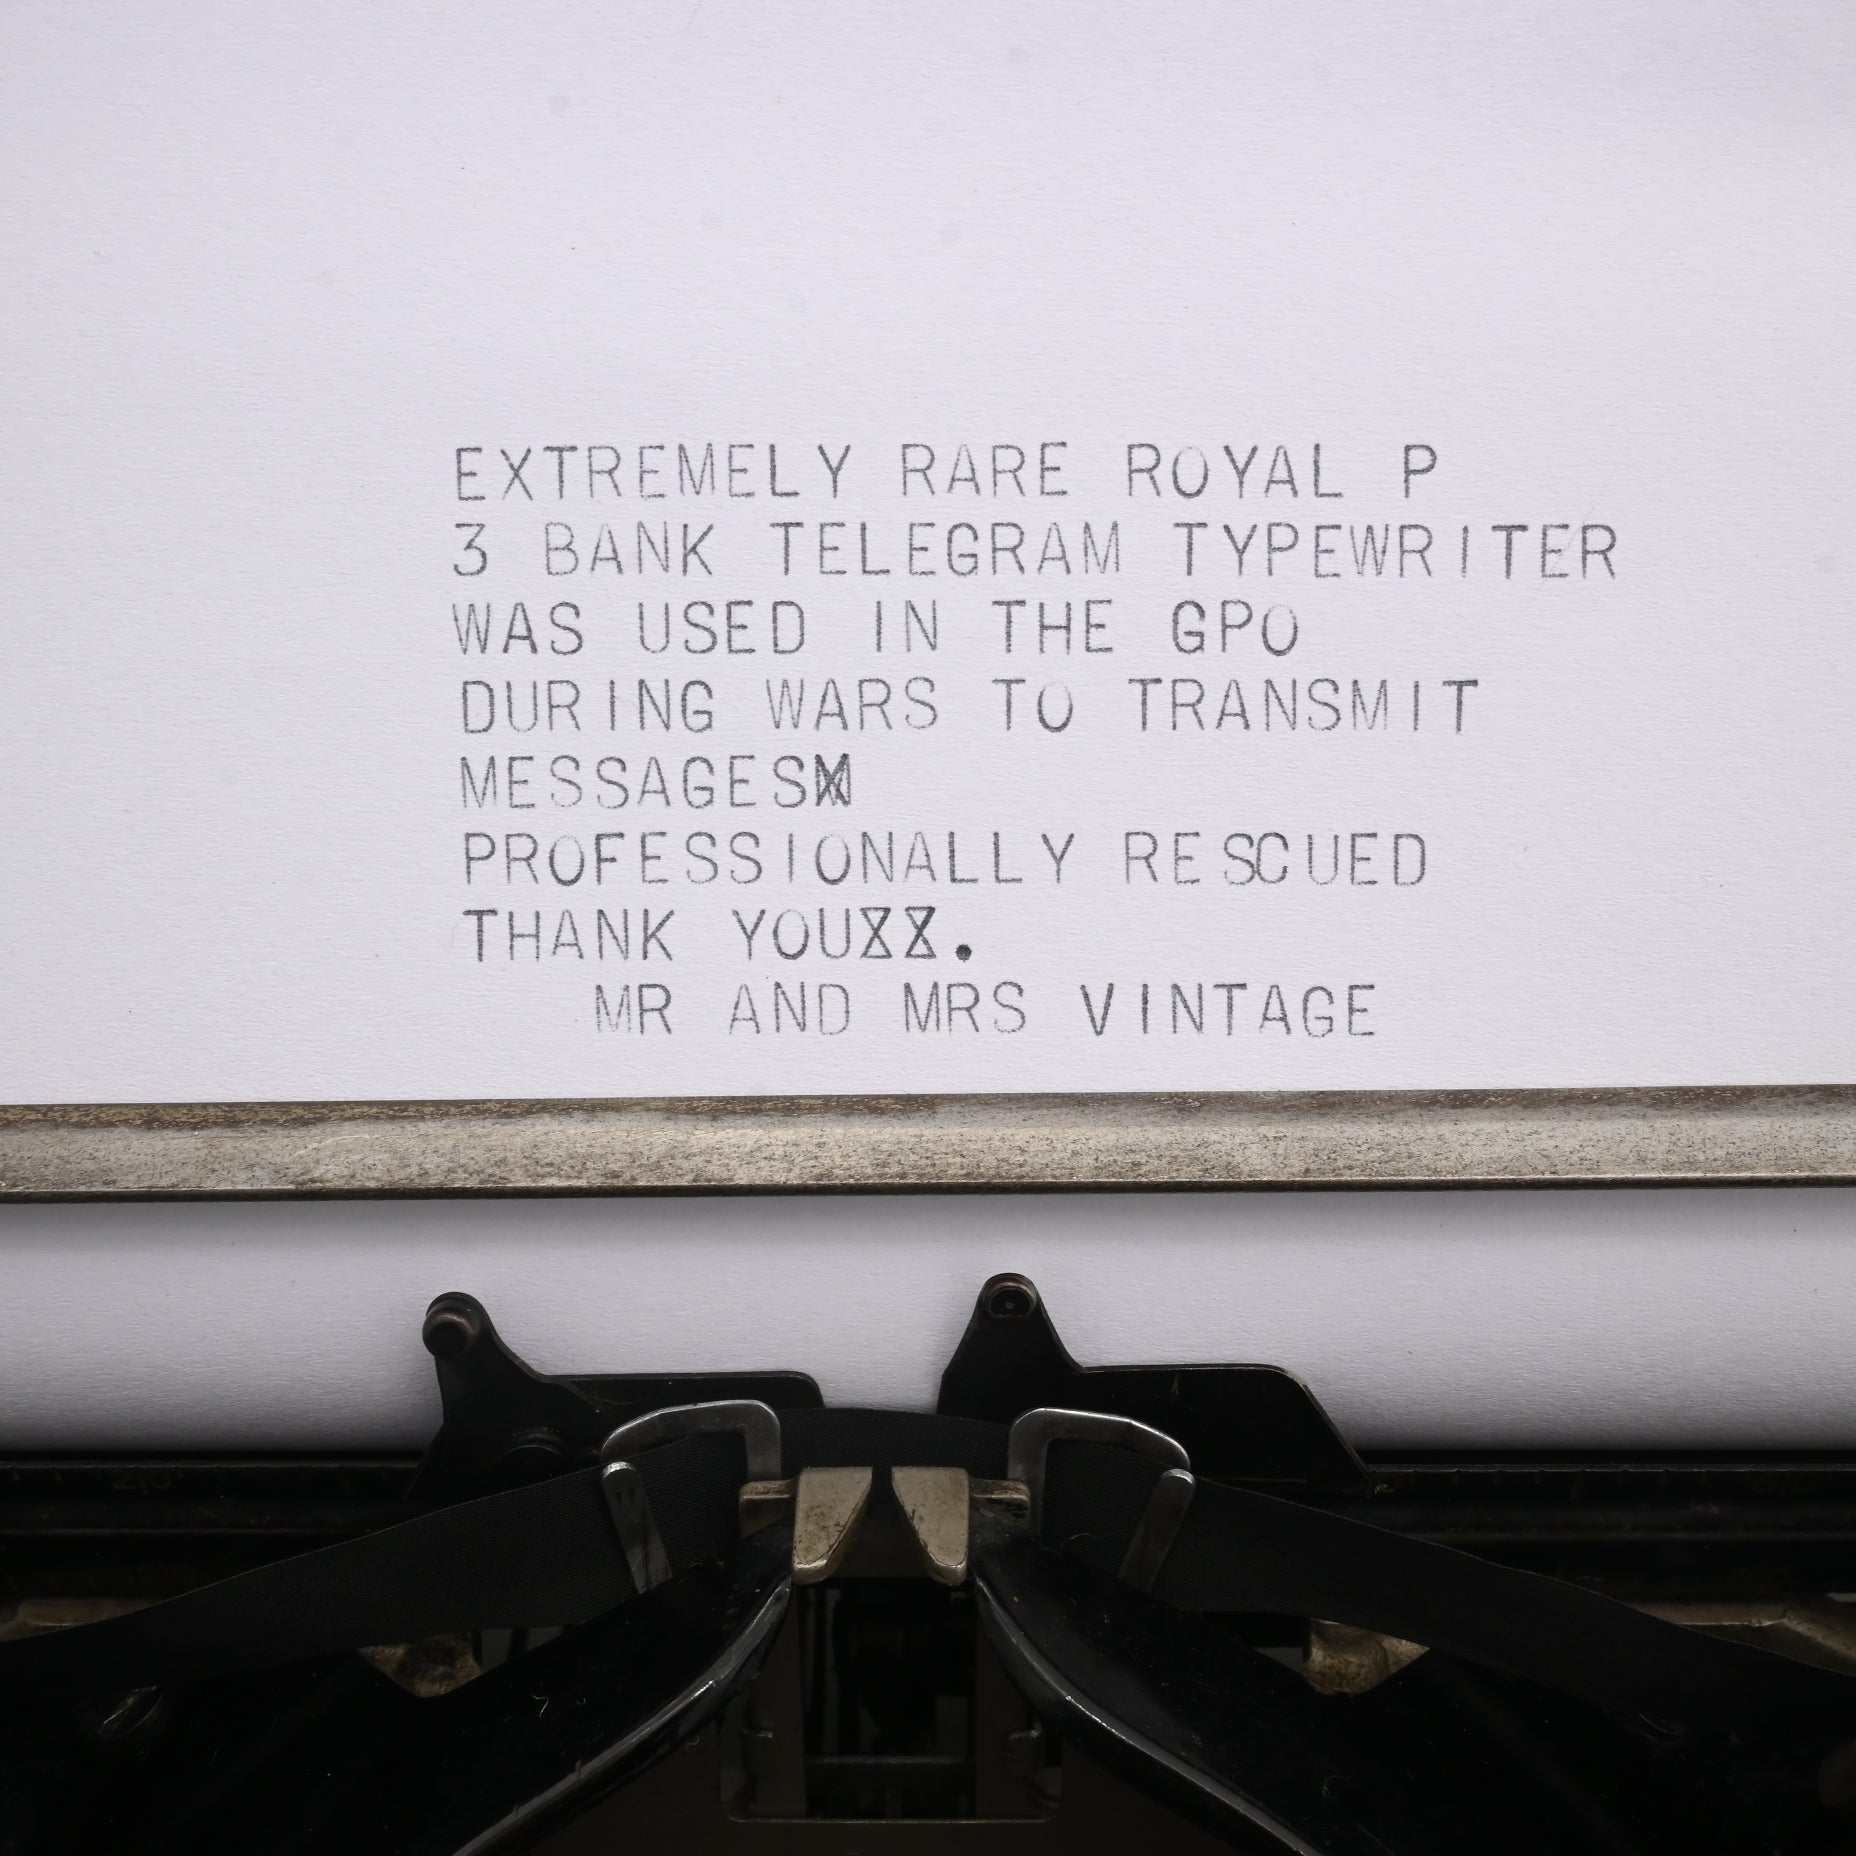 EXTREMELY RARE ROYAL P
3 BANK TELEGRAM TYPEWRITER
WAS USED IN THE GPO
DURING WARS TO TRANSMIT
MESSAGES
PROFESSIONALLY RESCUED
THANK YOU
MR AND MRS VINTAGE